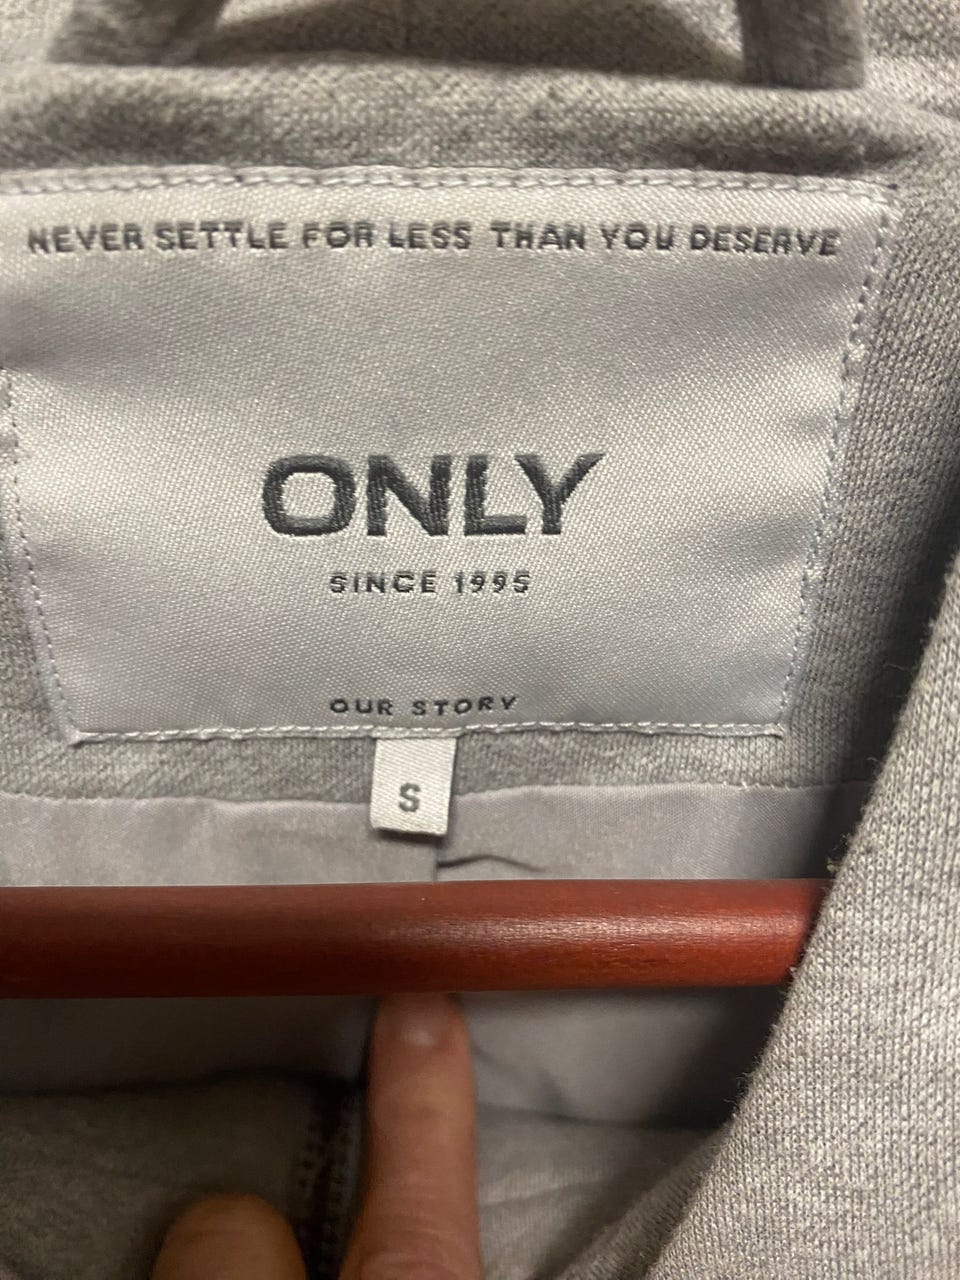 NEVER SETTLE FOR LESS THAN YOU DESERVE
ONLY
SINCE 1995
OUR STORY
S